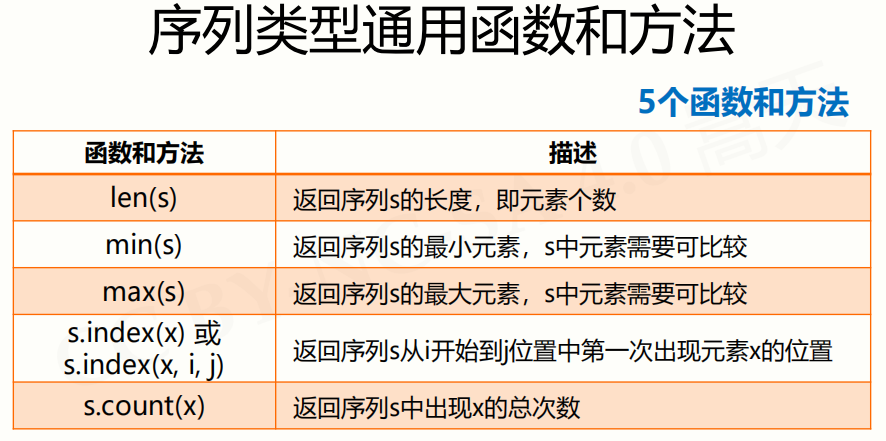 序列类型通用函数和方法
5个函数和方法
函数和方法 描述
len(s) 返回序列s的长度，即元素个数
min(s) 返回序列s的最小元素，s中元素需要可比较
max(s) 返回序列s的最大元素，s中元素需要可比较
s.index(x) 或
s.index(x, i, j) 返回序列s从i开始到j位置中第一次出现元素x的位置
s.count(x) 返回序列s中出现x的总次数